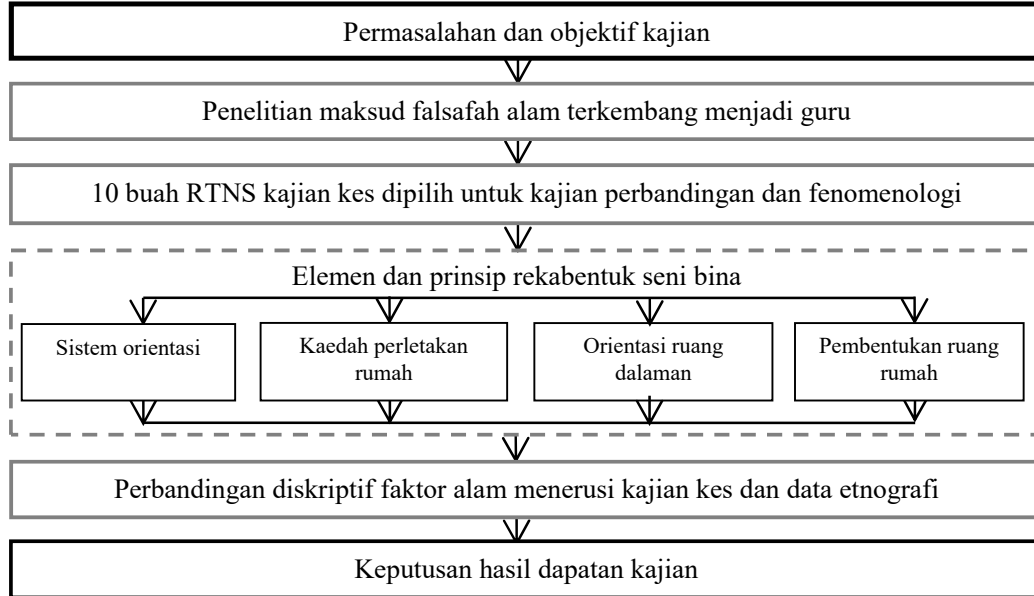 Permasalahan dan objektif kajian
Penelitian maksud falsafah alam terkembang menjadi guru
10 buah RTNS kajian kes dipilih untuk kajian perbandingan dan fenomenologi
Elemen dan prinsip rekabentuk seni bina
Sistem orientasi
Kaedah perletakan
rumah
Orientasi ruang
dalaman
Pembentukan ruang
rumah
Perbandingan diskriptif faktor alam menerusi kajian kes dan data etnografi
Keputusan hasil dapatan kajian